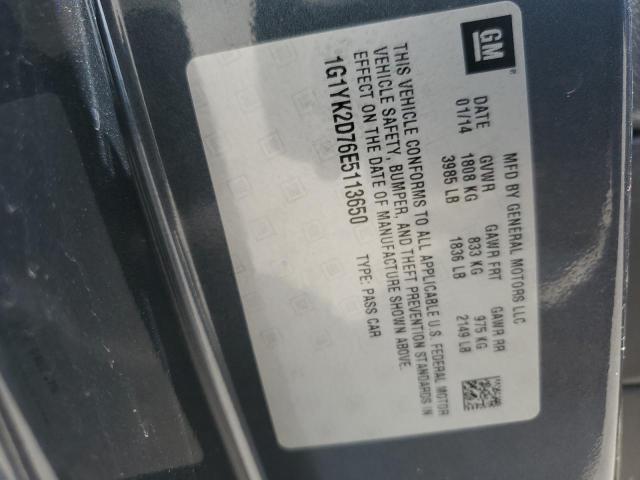 GM
®
MFD BY GENERAL MOTORS LLC
DATE GVWR GAWR FRT GAWR RR
01/14 1808 KG 833 KG 975 KG
3985 LB 1836 LB 2149 LB
THIS VEHICLE CONFORMS TO ALL APPLICABLE U.S. FEDERAL MOTOR
VEHICLE SAFETY, BUMPER, AND THEFT PREVENTION STANDARDS IN
EFFECT ON THE DATE OF MANUFACTURE SHOWN ABOVE.
1G1YK2D76E5113650 TYPE: PASS CAR